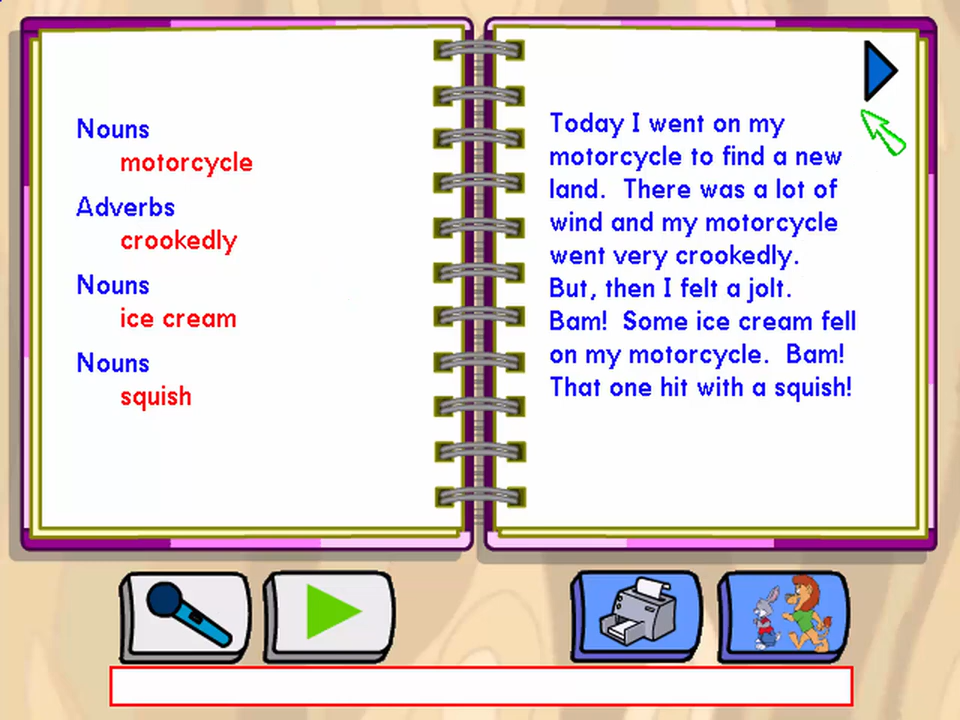 Nouns
motorcycle
Adverbs
crookedly
Nouns
ice cream
Nouns
squish
Today I went on my
motorcycle to find a new
land.  There was a lot of
wind and my motorcycle
went very crookedly.
But, then I felt a jolt.
Bam!  Some ice cream fell
on my motorcycle.  Bam!
That one hit with a squish!